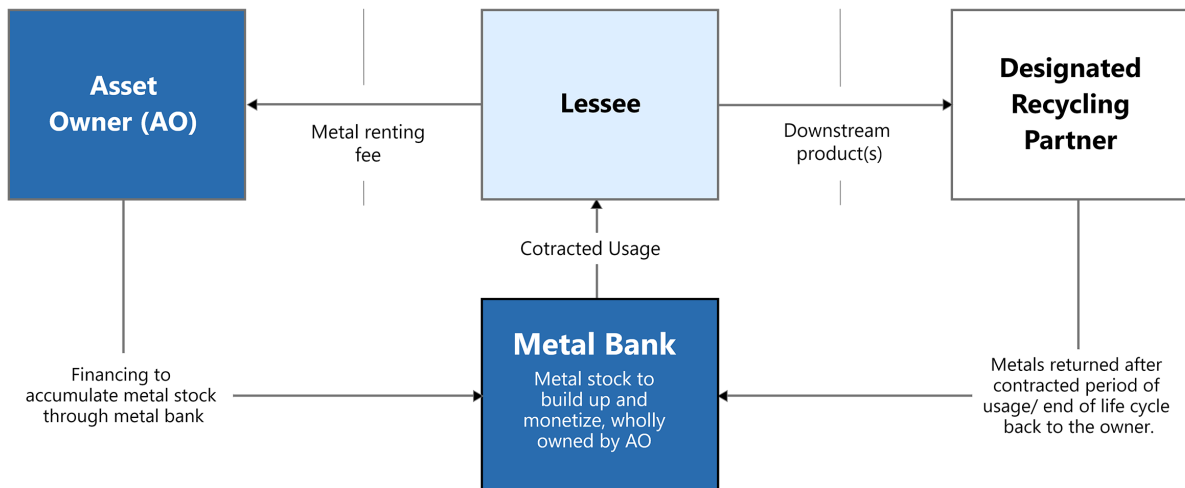 Asset
Owner (AO)
Metal renting
fee
Lessee
Downstream
product(s)
Designated
Recycling
Partner
Cotracted Usage
Financing to
accumulate metal stock
through metal bank
Metal Bank
Metal stock to
build up and
monetize, wholly
owned by AO
Metals returned after
contracted period of
usage/ end of life cycle
back to the owner.